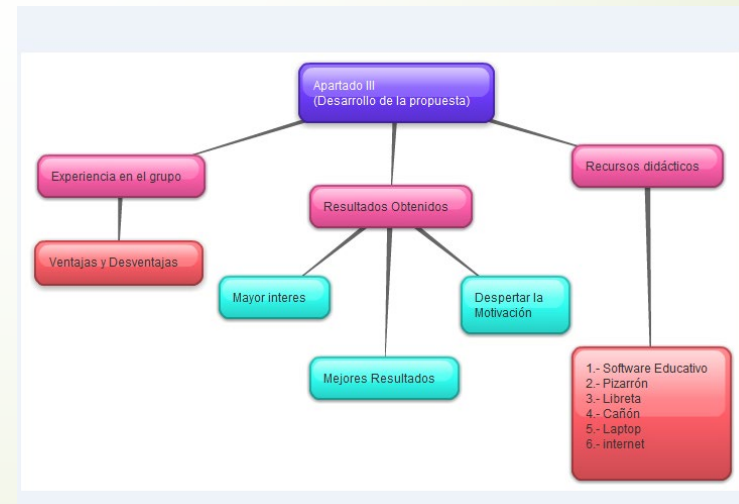 Apartado III
(Desarrollo de la propuesta)
Experiencia en el grupo
Recursos didácticos
Resultados Obtenidos
Ventajas y Desventajas
Mayor interes
Despertar la
Motivación
Mejores Resultados
1.- Software Educativo
2.- Pizarrón
3.- Libreta
4.- Cañón
5.- Laptop
6.- internet